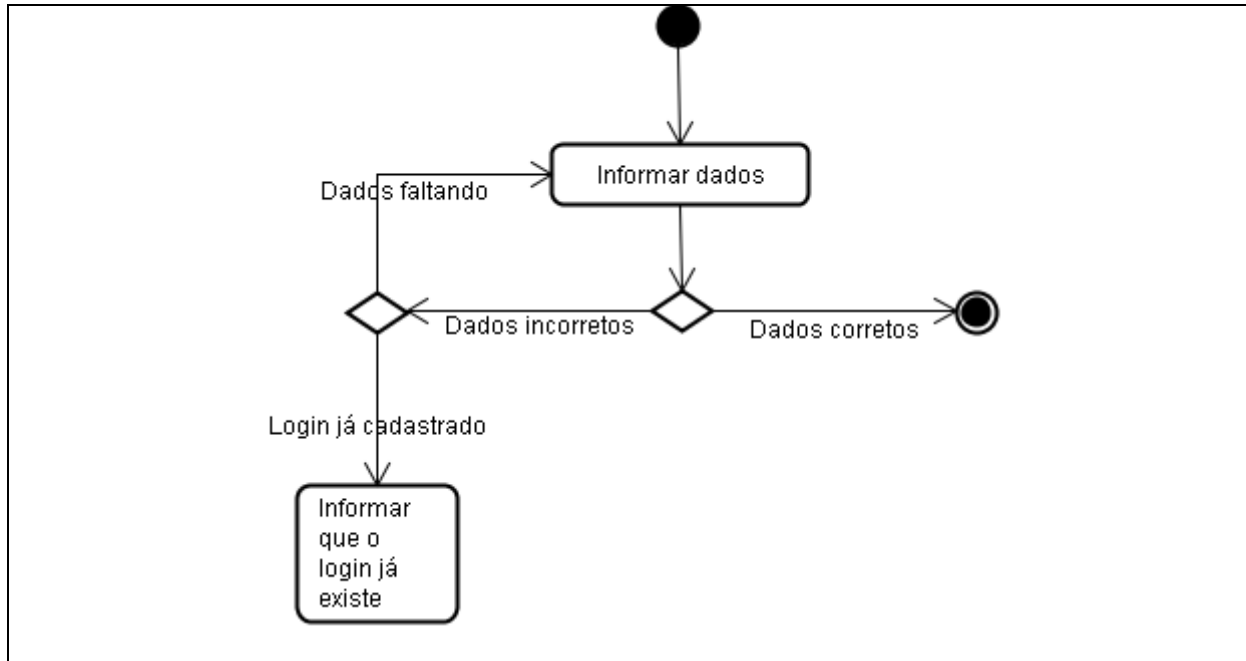 Informar dados
Dados faltando
Dados incorretos
Dados corretos
Login já cadastrado
Informar
que o
login já
existe